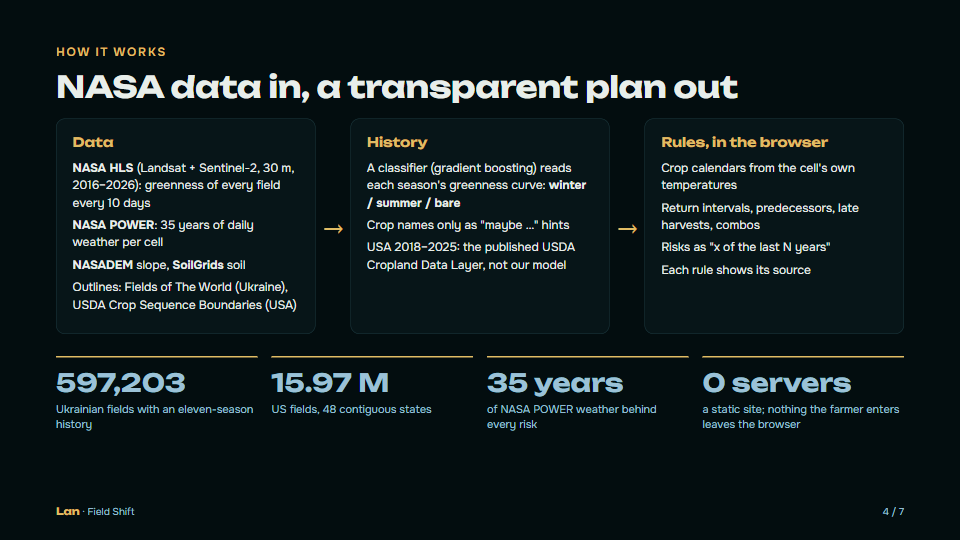 HOW IT WORKS
NASA data in, a transparent plan out
Data
NASA HLS (Landsat + Sentinel-2, 30 m,
2016–2026): greenness of every field
every 10 days
NASA POWER: 35 years of daily
weather per cell
NASADEM slope, SoilGrids soil
Outlines: Fields of The World (Ukraine),
USDA Crop Sequence Boundaries (USA)
→
History
A classifier (gradient boosting) reads
each season's greenness curve: winter
/ summer / bare
Crop names only as "maybe ..." hints
USA 2018–2025: the published USDA
Cropland Data Layer, not our model
→
Rules, in the browser
Crop calendars from the cell's own
temperatures
Return intervals, predecessors, late
harvests, combos
Risks as "x of the last N years"
Each rule shows its source
597,203
Ukrainian fields with an eleven-season
history
15.97 M
US fields, 48 contiguous states
35 years
of NASA POWER weather behind
every risk
0 servers
a static site; nothing the farmer enters
leaves the browser
Lan · Field Shift
4 / 7